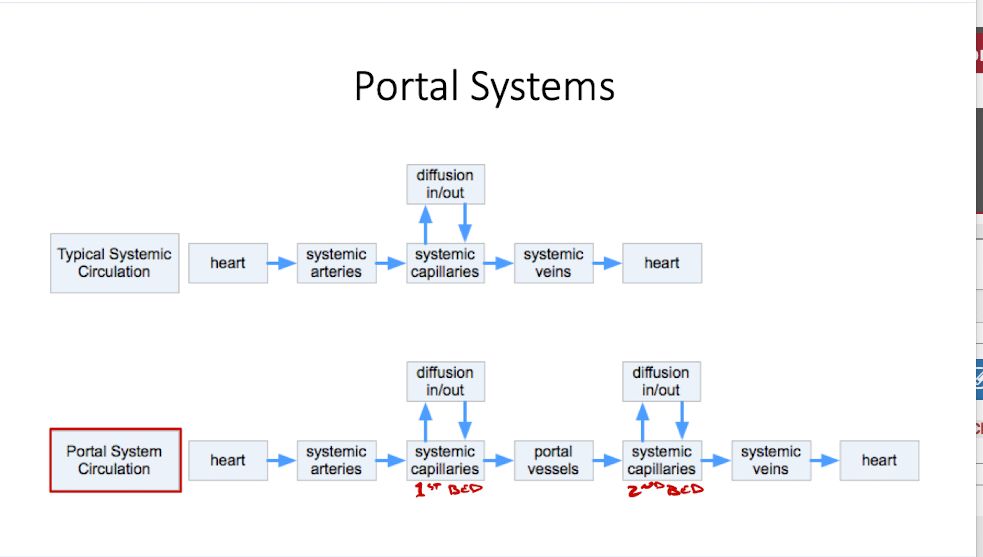 Portal Systems
diffusion
in/out
Typical Systemic
Circulation
heart
systemic
arteries
systemic
capillaries
systemic
veins
heart
diffusion
in/out
diffusion
in/out
Portal System
Circulation
heart
systemic
arteries
systemic
capillaries
portal
vessels
systemic
capillaries
systemic
veins
heart
1ST BED
2ND BED